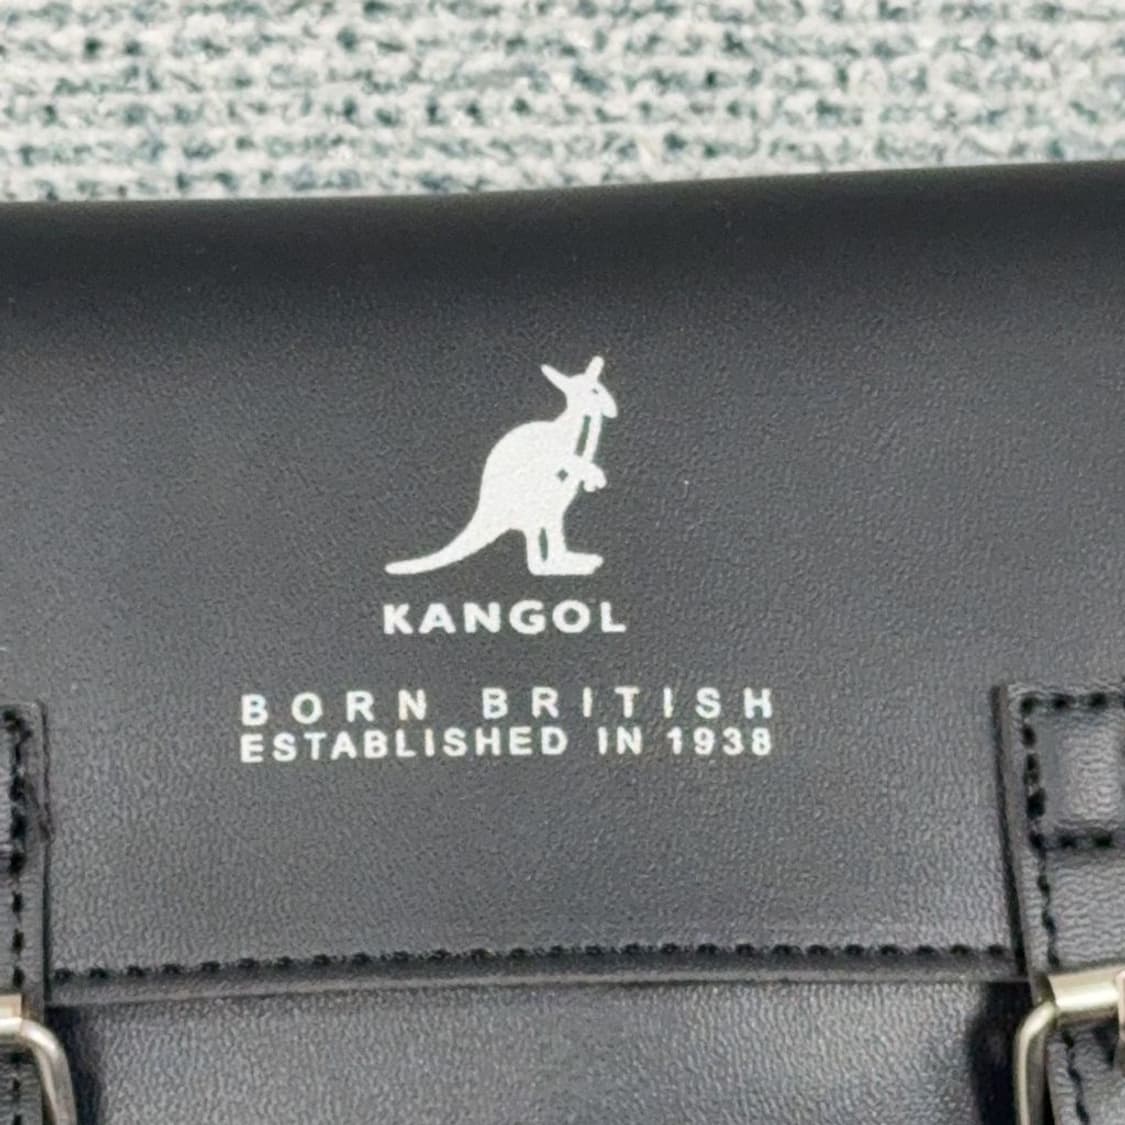 KANGOL
BORN BRITISH
ESTABLISHED IN 1938